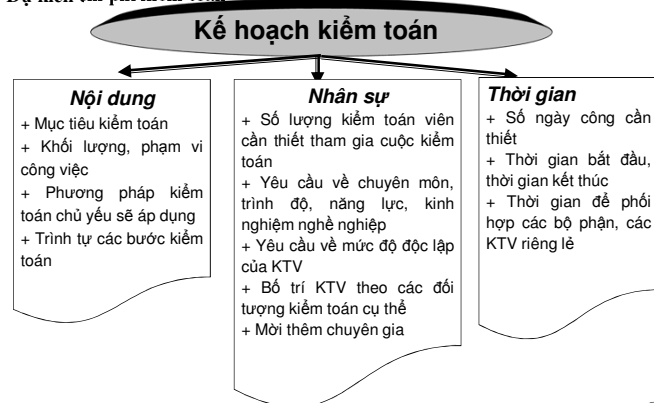 Kế hoạch kiểm toán
Nội dung
+ Mục tiêu kiểm toán
+ Khối lượng, phạm vi
công việc
+ Phương pháp kiểm
toán chủ yếu sẽ áp dụng
+ Trình tự các bước kiểm
toán
Nhân sự
+ Số lượng kiểm toán viên
cần thiết tham gia cuộc kiểm
toán
+ Yêu cầu về chuyên môn,
trình độ, năng lực, kinh
nghiệm nghề nghiệp
+ Yêu cầu về mức độ độc lập
của KTV
+ Bố trí KTV theo các đối
tượng kiểm toán cụ thể
+ Mời thêm chuyên gia
Thời gian
+ Số ngày công cần
thiết
+ Thời gian bắt đầu,
thời gian kết thúc
+ Thời gian để phối
hợp các bộ phận, các
KTV riêng lẻ